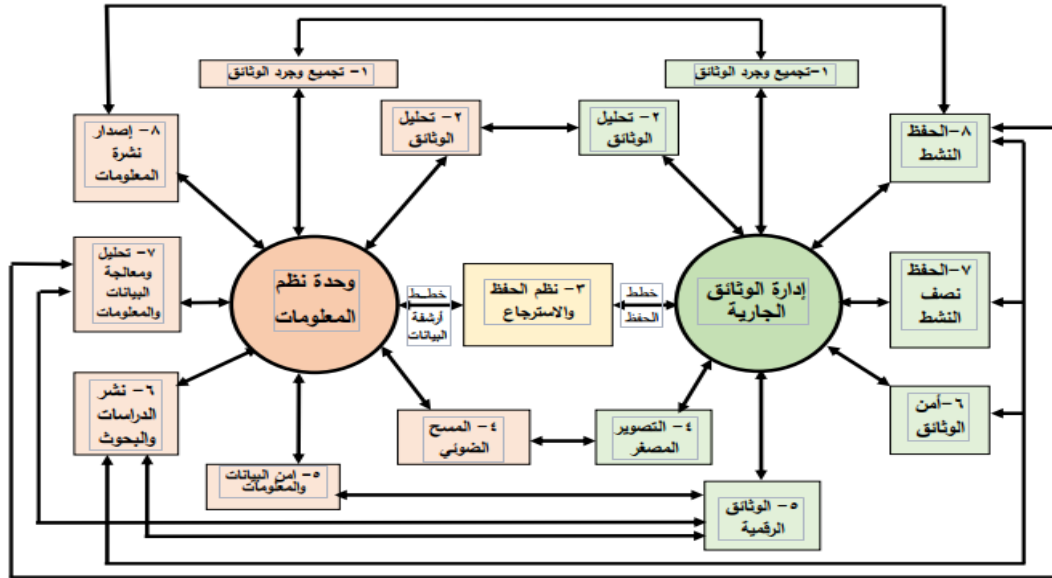 ١-تجميع وجرد الوثائق
١- تجميع وجرد الوثائق
٨-الحفظ
النشط
٢- تحليل
الوثائق
٢- تحليل
الوثائق
٨- إصدار
نشرة
المعلومات
٧-الحفظ
نصف
النشط
إدارة الوثائق
الجارية
خطط
الحفظ
٣- نظم الحفظ
والاسترجاع
خطـط
أرشفة
البيانات
وحدة نظم
المعلومات
٧- تحليل
ومعالجة
البيانات
والمعلومات
٦-أمن
الوثائق
٤- التصوير
المصغر
٤- المسح
الضوئي
٦- نشر
الدراسات
والبحوث
٥- الوثائق
الرقمية
٥- امن البيانات
والمعلومات